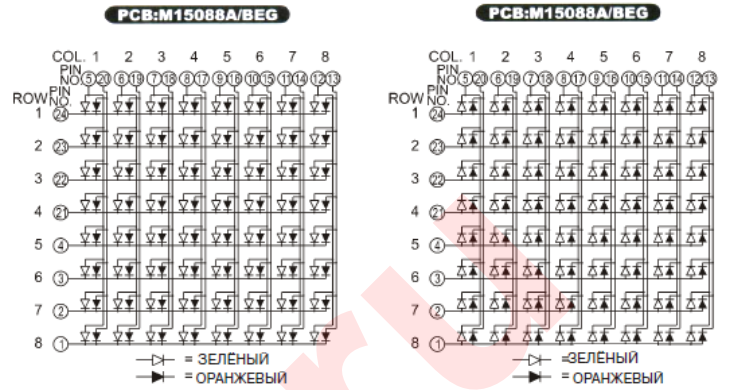 PCB:M15088A/BEG
COL. 1 2 3 4 5 6 7 8
PIN
NO. 5 20 6 19 7 18 8 17 9 16 10 15 11 14 12 13
PIN
ROW NO.
1 24
2 23
3 22
4 21
5 4
6 3
7 2
8 1
= ЗЕЛЁНЫЙ
= ОРАНЖЕВЫЙ
PCB:M15088A/BEG
COL. 1 2 3 4 5 6 7 8
PIN
NO. 5 20 6 19 7 18 8 17 9 16 10 15 11 14 12 13
PIN
ROW NO.
1 24
2 23
3 22
4 21
5 4
6 3
7 2
8 1
=ЗЕЛЁНЫЙ
= ОРАНЖЕВЫЙ
ru